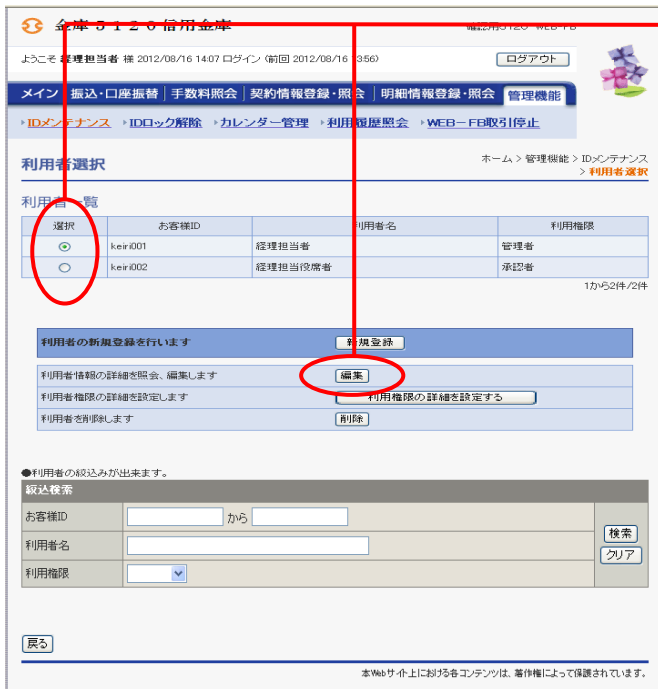 金庫5120信用金庫
確認用5120 WEB-FB
ようこそ 経理担当者 様 2012/08/16 14:07 ログイン (前回 2012/08/16 13:56)
ログアウト
メイン 振込・口座振替 手数料照会 契約情報登録・照会 明細情報登録・照会 管理機能
IDメンテナンス IDロック解除 カレンダー管理 利用履歴照会 WEB-FB取引停止
利用者選択
ホーム > 管理機能 > IDメンテナンス
> 利用者選択
利用者一覧
選択 お客様ID 利用者名 利用権限
keiri001 経理担当者 管理者
keiri002 経理担当役席者 承認者
1から2件/2件
利用者の新規登録を行います 新規登録
利用者情報の詳細を照会、編集します 編集
利用者権限の詳細を設定します 利用権限の詳細を設定する
利用者を削除します 削除
●利用者の絞込みが出来ます。
絞込検索
お客様ID から
利用者名
利用権限
検索
クリア
戻る
本Webサイト上における各コンテンツは、著作権によって保護されています。